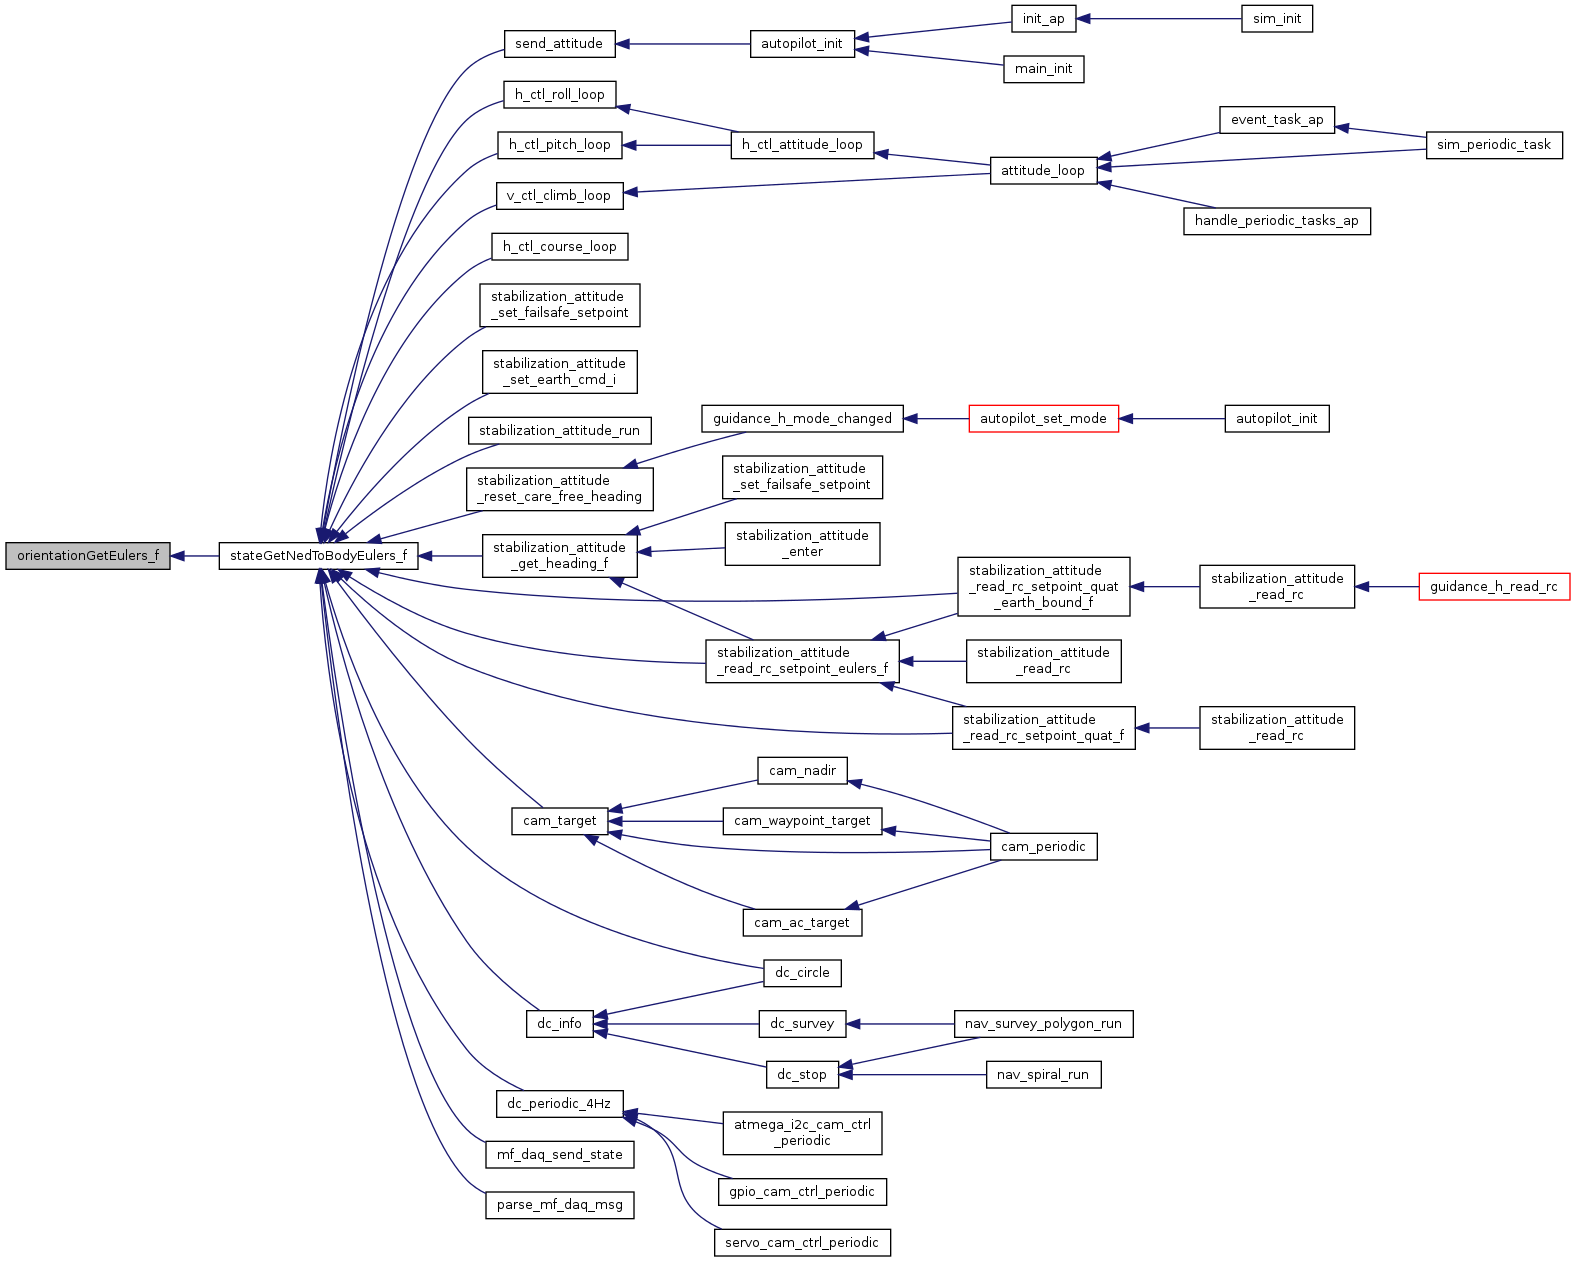 init_ap
sim_init
send_attitude
autopilot_init
main_init
h_ctl_roll_loop
event_task_ap
h_ctl_pitch_loop
h_ctl_attitude_loop
sim_periodic_task
attitude_loop
v_ctl_climb_loop
handle_periodic_tasks_ap
h_ctl_course_loop
stabilization_attitude
_set_failsafe_setpoint
stabilization_attitude
_set_earth_cmd_i
guidance_h_mode_changed
autopilot_set_mode
autopilot_init
stabilization_attitude_run
stabilization_attitude
_set_failsafe_setpoint
stabilization_attitude
_reset_care_free_heading
stabilization_attitude
_enter
orientationGetEulers_f
stateGetNedToBodyEulers_f
stabilization_attitude
_get_heading_f
stabilization_attitude
_read_rc_setpoint_quat
_earth_bound_f
stabilization_attitude
_read_rc
guidance_h_read_rc
stabilization_attitude
_read_rc_setpoint_eulers_f
stabilization_attitude
_read_rc
stabilization_attitude
_read_rc_setpoint_quat_f
stabilization_attitude
_read_rc
cam_nadir
cam_target
cam_waypoint_target
cam_periodic
cam_ac_target
dc_circle
dc_info
dc_survey
nav_survey_polygon_run
dc_stop
nav_spiral_run
dc_periodic_4Hz
atmega_i2c_cam_ctrl
_periodic
mf_daq_send_state
gpio_cam_ctrl_periodic
parse_mf_daq_msg
servo_cam_ctrl_periodic